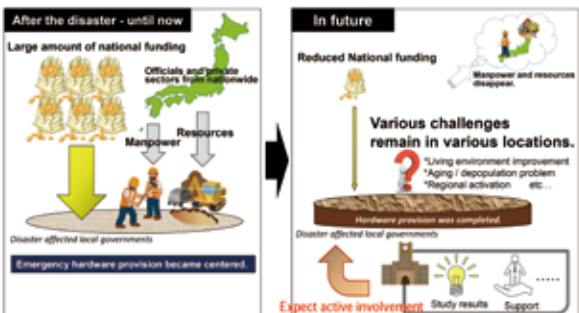 After the disaster - until now
Large amount of national funding
Officials and private
sectors from nationwide
Manpower
Resources
Disaster affected local governments
Emergency hardware provision became centered.
In future
Reduced National funding
Manpower and resources
disappear.
Various challenges
remain in various locations.
*Living environment improvement
*Aging / depopulation problem
*Regional activation etc...
Hardware provision was completed.
Disaster affected local governments
Expect active involvement
Study results
Support
.....